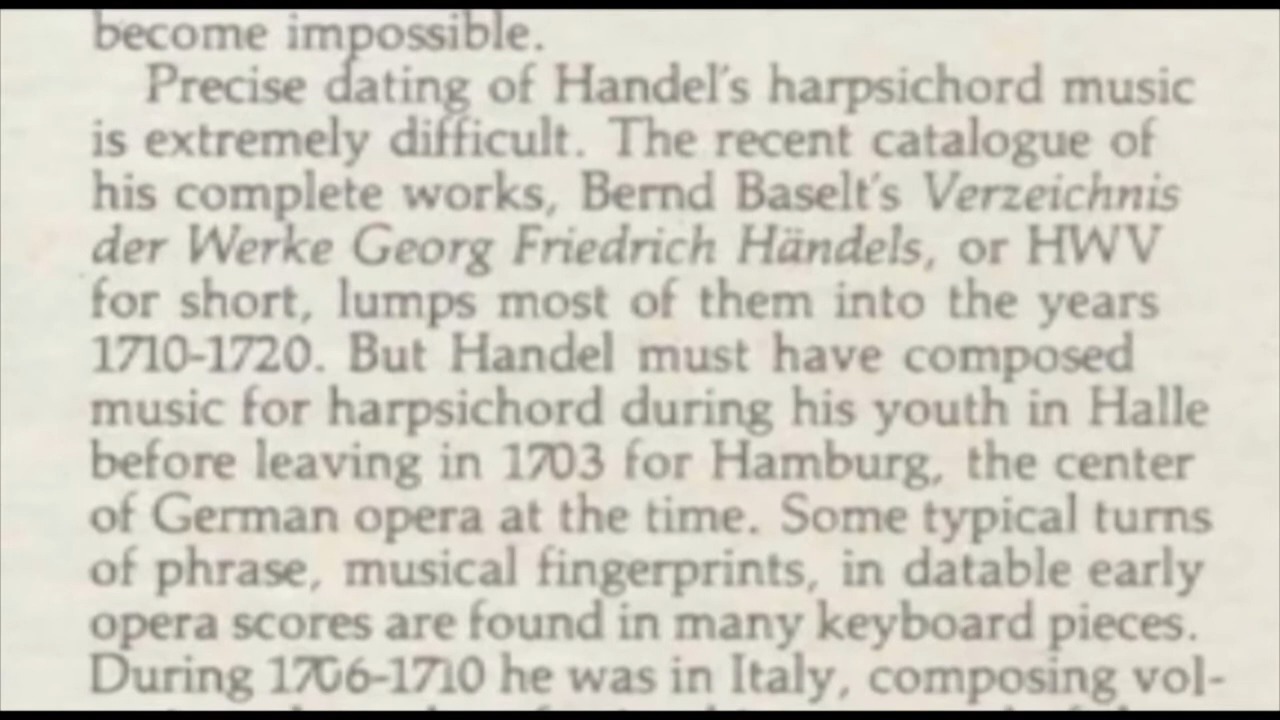 become impossible.
Precise dating of Handel's harpsichord music
is extremely difficult. The recent catalogue of
his complete works, Bernd Baselt's Verzeichnis
der Werke Georg Friedrich Händels, or HWV
for short, lumps most of them into the years
1710-1720. But Handel must have composed
music for harpsichord during his youth in Halle
before leaving in 1703 for Hamburg, the center
of German opera at the time. Some typical turns
of phrase, musical fingerprints, in datable early
opera scores are found in many keyboard pieces.
During 1706-1710 he was in Italy, composing vol-